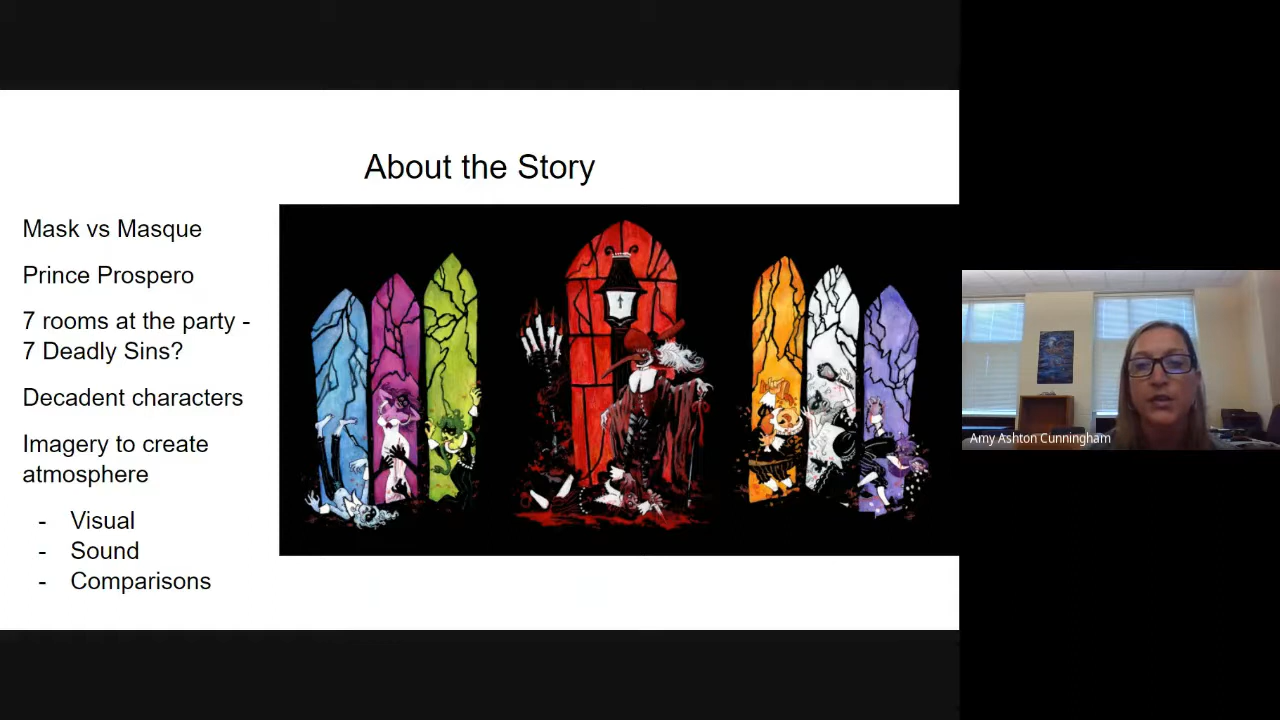 About the Story
Mask vs Masque
Prince Prospero
7 rooms at the party -
7 Deadly Sins?
Decadent characters
Imagery to create
atmosphere
- Visual
- Sound
- Comparisons
Amy Ashton Cunningham